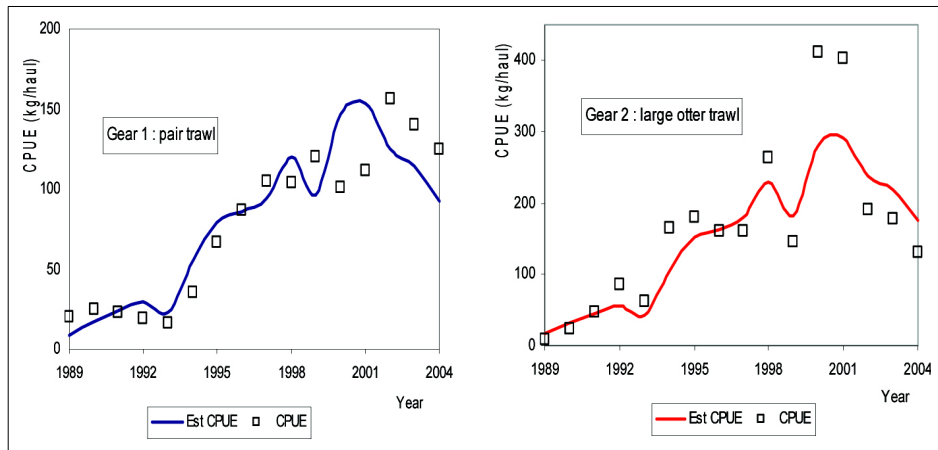 CPUE (kg/haul)
200
150
100
50
0
Gear 1 : pair trawl
1989 1992 1995 1998 2001 2004
Year
Est CPUE CPUE
CPUE (kg/haul)
400
300
200
100
0
Gear 2 : large otter trawl
1989 1992 1995 1998 2001 2004
Year
Est CPUE CPUE